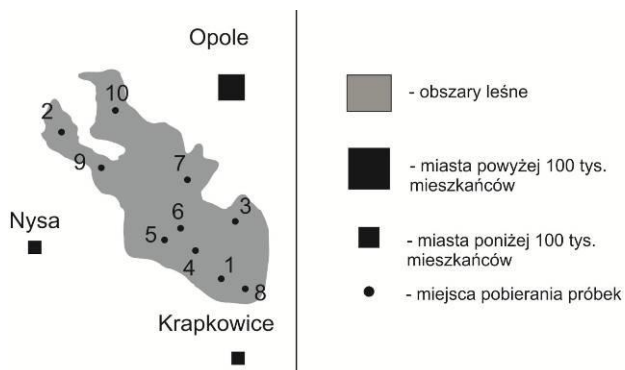 Opole
10
2
9
7
3
Nysa
6
5
4
1
8
Krapkowice
- obszary leśne
- miasta powyżej 100 tys.
mieszkańców
- miasta poniżej 100 tys.
mieszkańców
- miejsca pobierania próbek